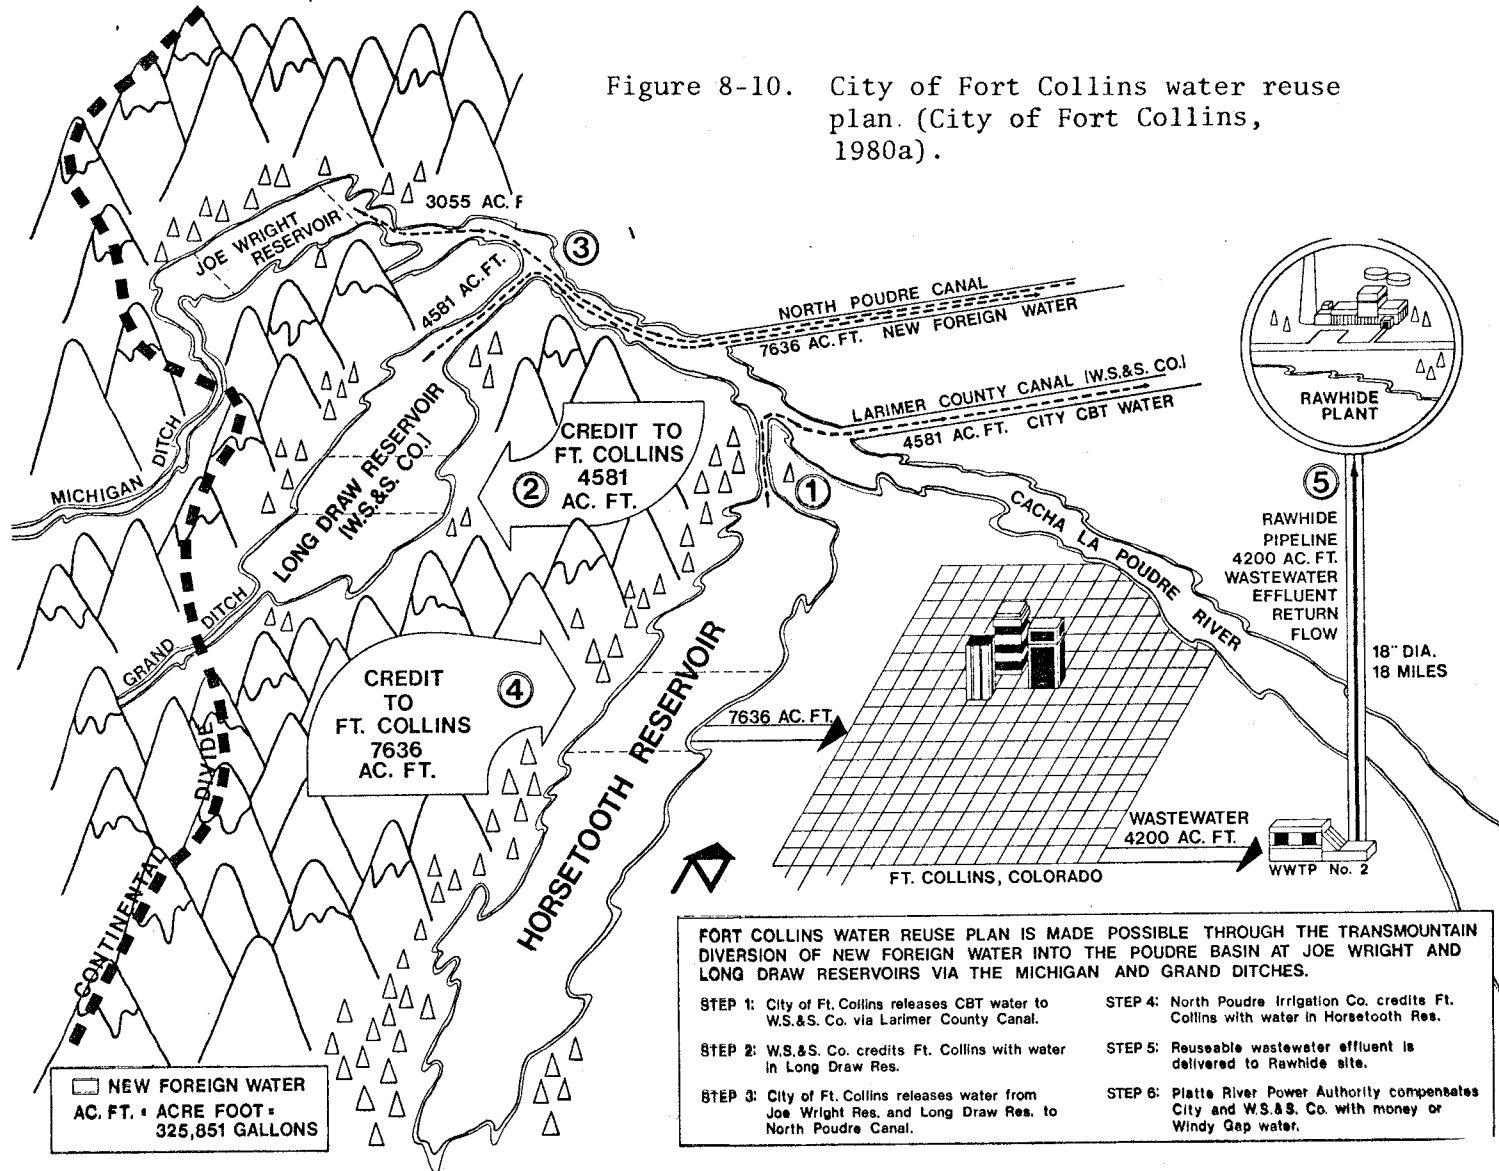 Figure 8-10. City of Fort Collins water reuse
plan. (City of Fort Collins,
1980a).
3055 AC. F
JOE WRIGHT
RESERVOIR
3
4581 AC. FT.
NORTH POUDRE CANAL
7636 AC. FT. NEW FOREIGN WATER
LARIMER COUNTY CANAL (W.S.&S. CO.)
4581 AC. FT. CITY CBT WATER
RAWHIDE
PLANT
MICHIGAN DITCH
LONG DRAW RESERVOIR
(W.S.&S. CO.)
CREDIT TO
FT. COLLINS
4581
AC. FT.
2
1
5
CACHA LA POUDRE RIVER
RAWHIDE
PIPELINE
4200 AC. FT.
WASTEWATER
EFFLUENT
RETURN
FLOW
18" DIA.
18 MILES
GRAND DITCH
CREDIT
TO
FT. COLLINS
7636
AC. FT.
4
HORSETOOTH RESERVOIR
7636 AC. FT.
CONTINENTAL DIVIDE
WASTEWATER
4200 AC. FT.
WWTP No. 2
FT. COLLINS, COLORADO
N
FORT COLLINS WATER REUSE PLAN IS MADE POSSIBLE THROUGH THE TRANSMOUNTAIN
DIVERSION OF NEW FOREIGN WATER INTO THE POUDRE BASIN AT JOE WRIGHT AND
LONG DRAW RESERVOIRS VIA THE MICHIGAN AND GRAND DITCHES.
STEP 1: City of Ft. Collins releases CBT water to
W.S.&S. Co. via Larimer County Canal.
STEP 2: W.S.&S. Co. credits Ft. Collins with water
in Long Draw Res.
STEP 3: City of Ft. Collins releases water from
Joe Wright Res. and Long Draw Res. to
North Poudre Canal.
STEP 4: North Poudre Irrigation Co. credits Ft.
Collins with water in Horsetooth Res.
STEP 5: Reuseable wastewater effluent is
delivered to Rawhide site.
STEP 6: Platte River Power Authority compensates
City and W.S.&S. Co. with money or
Windy Gap water.
NEW FOREIGN WATER
AC. FT. = ACRE FOOT =
325,851 GALLONS